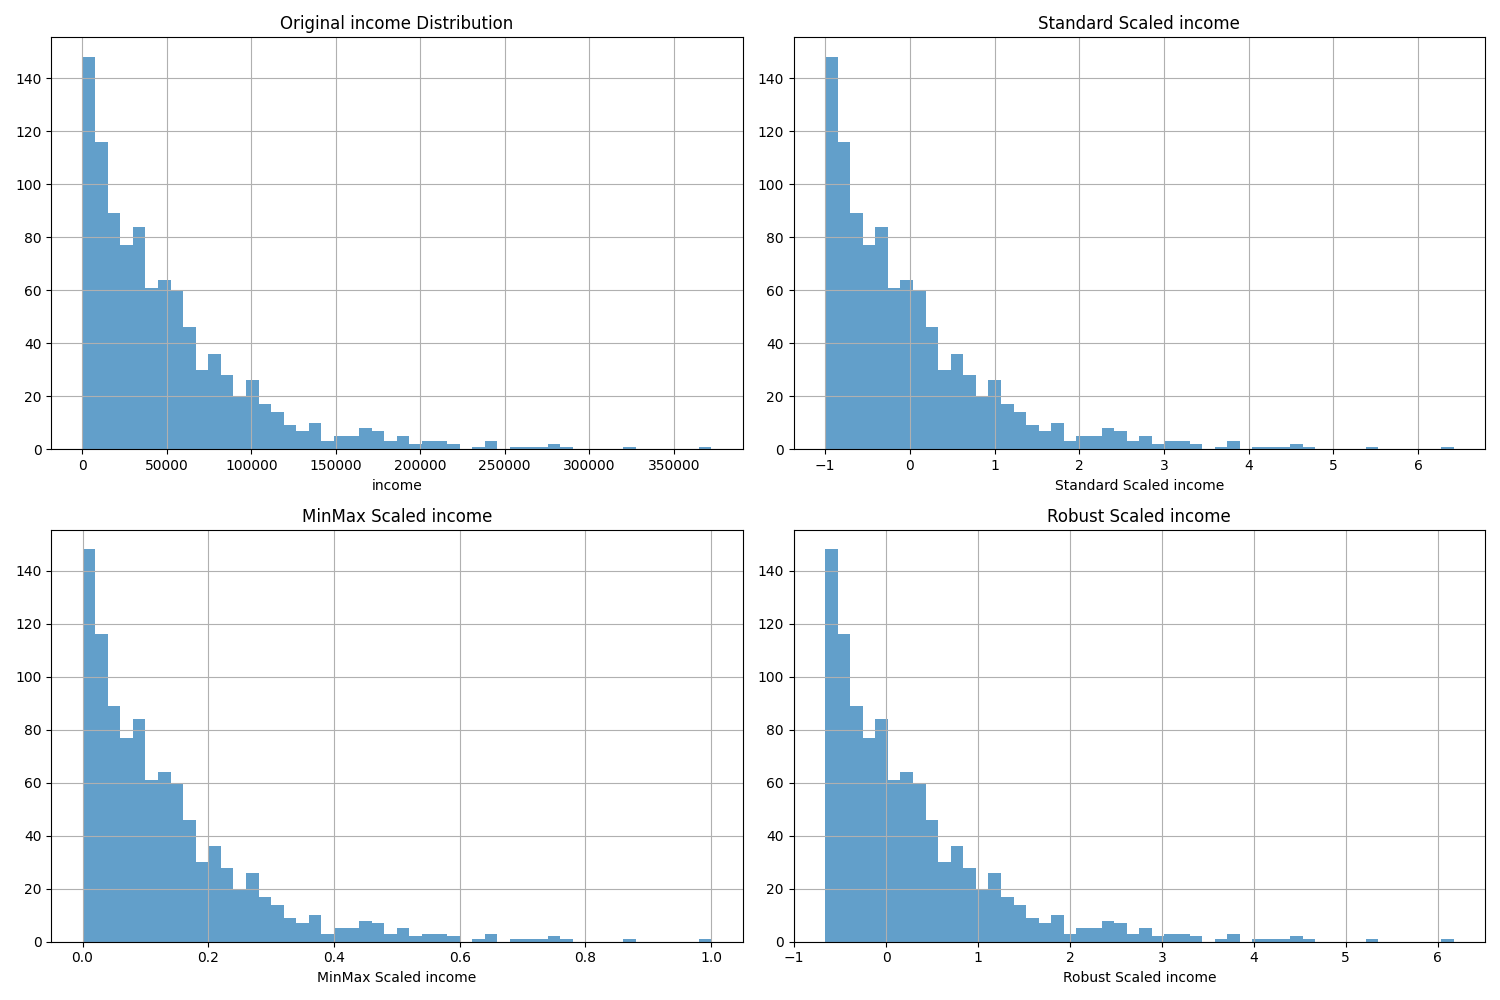 Original income Distribution
140
120
100
80
60
40
20
0
0 50000 100000 150000 200000 250000 300000 350000
income
Standard Scaled income
140
120
100
80
60
40
20
0
−1 0 1 2 3 4 5 6
Standard Scaled income
MinMax Scaled income
140
120
100
80
60
40
20
0
0.0 0.2 0.4 0.6 0.8 1.0
MinMax Scaled income
Robust Scaled income
140
120
100
80
60
40
20
0
−1 0 1 2 3 4 5 6
Robust Scaled income